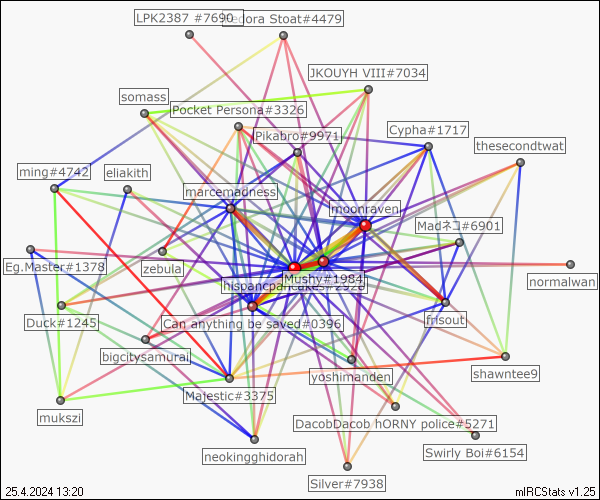 LPK2387 #7690
Fedora Stoat#4479
JKOUYH VIII#7034
somass
Pocket Persona#3326
Pikabro#9971
Cypha#1717
thesecondtwat
ming#4742
eliakith
marcemadness
moonraven
Madネコ#6901
Eg.Master#1378
zebula
Mushy#1984
normalwan
Duck#1245
Can anything be saved#0396
frisout
bigcitysamurai
yoshimanden
shawntee9
Majestic#3375
mukszi
DacobDacob hORNY police#5271
neokingghidorah
Swirly Boi#6154
Silver#7938
25.4.2024 13:20
mIRCStats v1.25